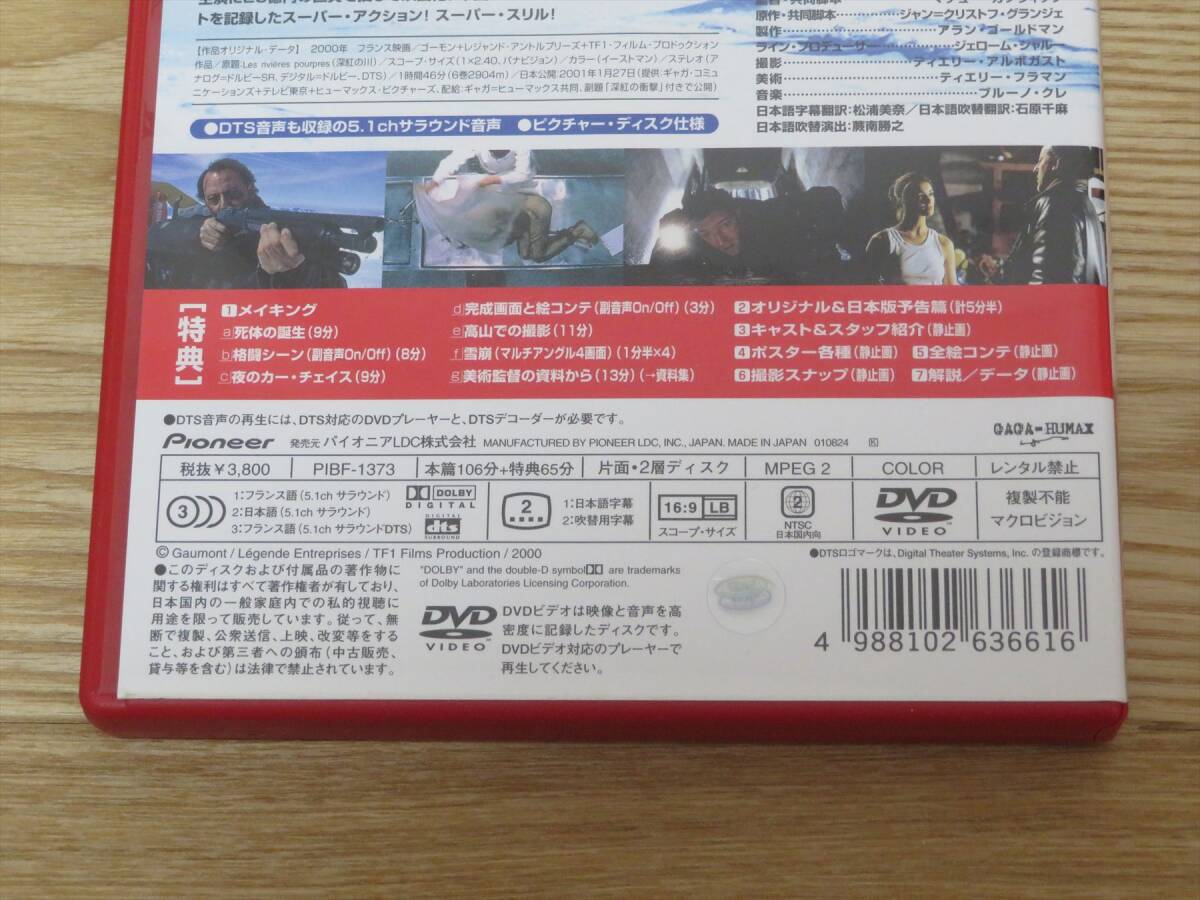 トを記録したスーパー・アクション! スーパー・スリル!
【作品オリジナル・データ】 2000年 フランス映画/ゴーモン+レジャンド・アントルプリーズ+TF1・フィルム・プロドゥクション
作品/原題:Les rivières pourpres(深紅の川)/スコープ・サイズ(1×2.40、パナビジョン)/カラー(イーストマン)/ステレオ(ア
ナログ=ドルビーSR、デジタル=ドルビー、DTS)/1時間46分(6巻2904m)/日本公開:2001年1月27日(提供:ギャガ・コミュ
ニケーションズ+テレビ東京+ヒューマックス・ピクチャーズ、配給:ギャガ=ヒューマックス共同、副題「深紅の衝撃」付きで公開)
●DTS音声も収録の5.1chサラウンド音声 ●ピクチャー・ディスク仕様
原作・共同脚本…………ジャン=クリストフ・グランジェ
製作………………………アラン・ゴールドマン
ライン・プロデューサー………ジェローム・シャルー
撮影………………ティエリー・アルボガスト
美術………………………ティエリー・フラマン
音楽………………………ブルーノ・クレ
日本語字幕翻訳:松浦美奈/日本語吹替翻訳:石原千麻
日本語吹替演出:蕨南勝之
【特典】
1メイキング
a死体の誕生(9分)
b格闘シーン(副音声On/Off)(8分)
c夜のカー・チェイス(9分)
d完成画面と絵コンテ(副音声On/Off)(3分)
e高山での撮影(11分)
f雪崩(マルチアングル4画面)(1分半×4)
g美術監督の資料から(13分)(→資料集)
2オリジナル&日本版予告篇(計5分半)
3キャスト&スタッフ紹介(静止画)
4ポスター各種(静止画) 5全絵コンテ(静止画)
6撮影スナップ(静止画) 7解説/データ(静止画)
●DTS音声の再生には、DTS対応のDVDプレーヤーと、DTSデコーダーが必要です。
Pioneer 発売元 パイオニアLDC株式会社 MANUFACTURED BY PIONEER LDC, INC., JAPAN. MADE IN JAPAN 010824 K
GAGA-HUMAX
税抜¥3,800 PIBF-1373 本篇106分+特典65分 片面・2層ディスク MPEG 2 COLOR レンタル禁止
3
1:フランス語(5.1ch サラウンド)
2:日本語(5.1ch サラウンド)
3:フランス語(5.1ch サラウンドDTS)
DOLBY DIGITAL
DIGITAL dts SURROUND
2
1:日本語字幕
2:吹替用字幕
16:9 LB
スコープ・サイズ
2
NTSC
日本国内向
DVD VIDEO
複製不能
マクロビジョン
© Gaumont / Légende Entreprises / TF1 Films Production / 2000
●DTSロゴマークは、Digital Theater Systems, Inc. の登録商標です。
●このディスクおよび付属品の著作物に
関する権利はすべて著作権者が有しており、
日本国内の一般家庭内での私的視聴に
用途を限って販売しています。従って、無
断で複製、公衆送信、上映、改変等をする
こと、および第三者への頒布(中古販売、
貸与等を含む)は法律で禁止されています。
"DOLBY" and the double-D symbol are trademarks
of Dolby Laboratories Licensing Corporation.
DVD VIDEO
DVDビデオは映像と音声を高
密度に記録したディスクです。
DVDビデオ対応のプレーヤーで
再生してください。
4 988102 636616